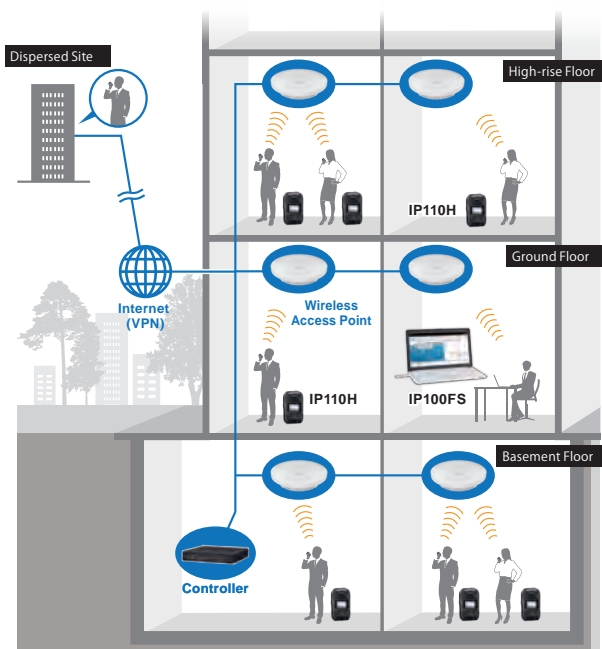 Dispersed Site
High-rise Floor
IP110H
Ground Floor
Internet
(VPN)
Wireless
Access Point
IP110H
IP100FS
Basement Floor
Controller